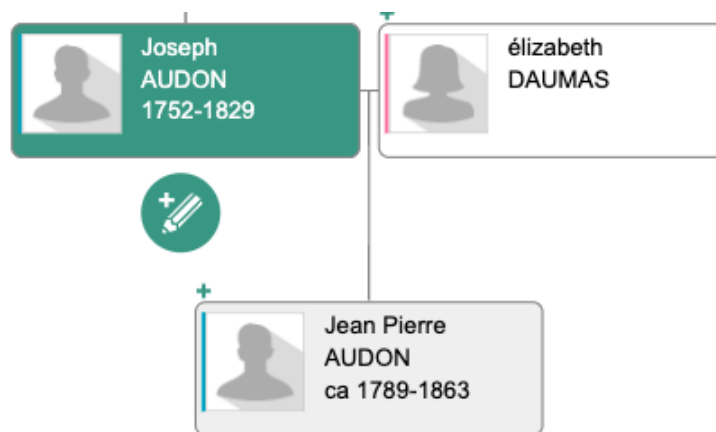 Joseph
AUDON
1752-1829
élizabeth
DAUMAS
Jean Pierre
AUDON
ca 1789-1863